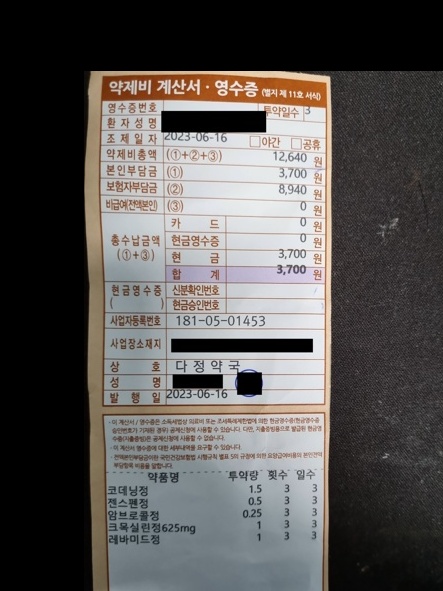 약제비 계산서 · 영수증 (별지 제 11호 서식)
영수증번호 투약일수 3
환자성명
조제일자 2023-06-16 □야간 □공휴
약제비총액 (①+②+③) 12,640 원
본인부담금 (①) 3,700 원
보험자부담금 (②) 8,940 원
비급여(전액본인) (③) 0 원
총수납금액 (①+③)
카드 0 원
현금영수증 0 원
현금 3,700 원
합계 3,700 원
현금영수증 ( )
신분확인번호
현금승인번호
사업자등록번호 181-05-01453
사업장소재지
상호 다정약국
성명
발행일 2023-06-16
· 이 계산서 / 영수증은 소득세법상 의료비 또는 조세특례제한법에 의한 현금영수증(현금영수증
승인번호가 기재된 경우) 공제신청에 사용할 수 있습니다. 다만, 지출증빙용으로 발급된 현금영
수증(지출증빙)은 공제신청에 사용할 수 없습니다.
· 이 계산서/영수증에 대한 세부내역을 요구할 수 있습니다.
· 전액본인부담금이란 국민건강보험법 시행규칙 별표 5의 규정에 의한 요양급여비용의 본인전액
부담항목 비용을 말합니다.
약품명 투약량 횟수 일수
코데닝정 1.5 3 3
젠스펜정 0.5 3 3
암브로콜정 0.25 3 3
크목실린정625mg 1 3 3
레바미드정 1 3 3